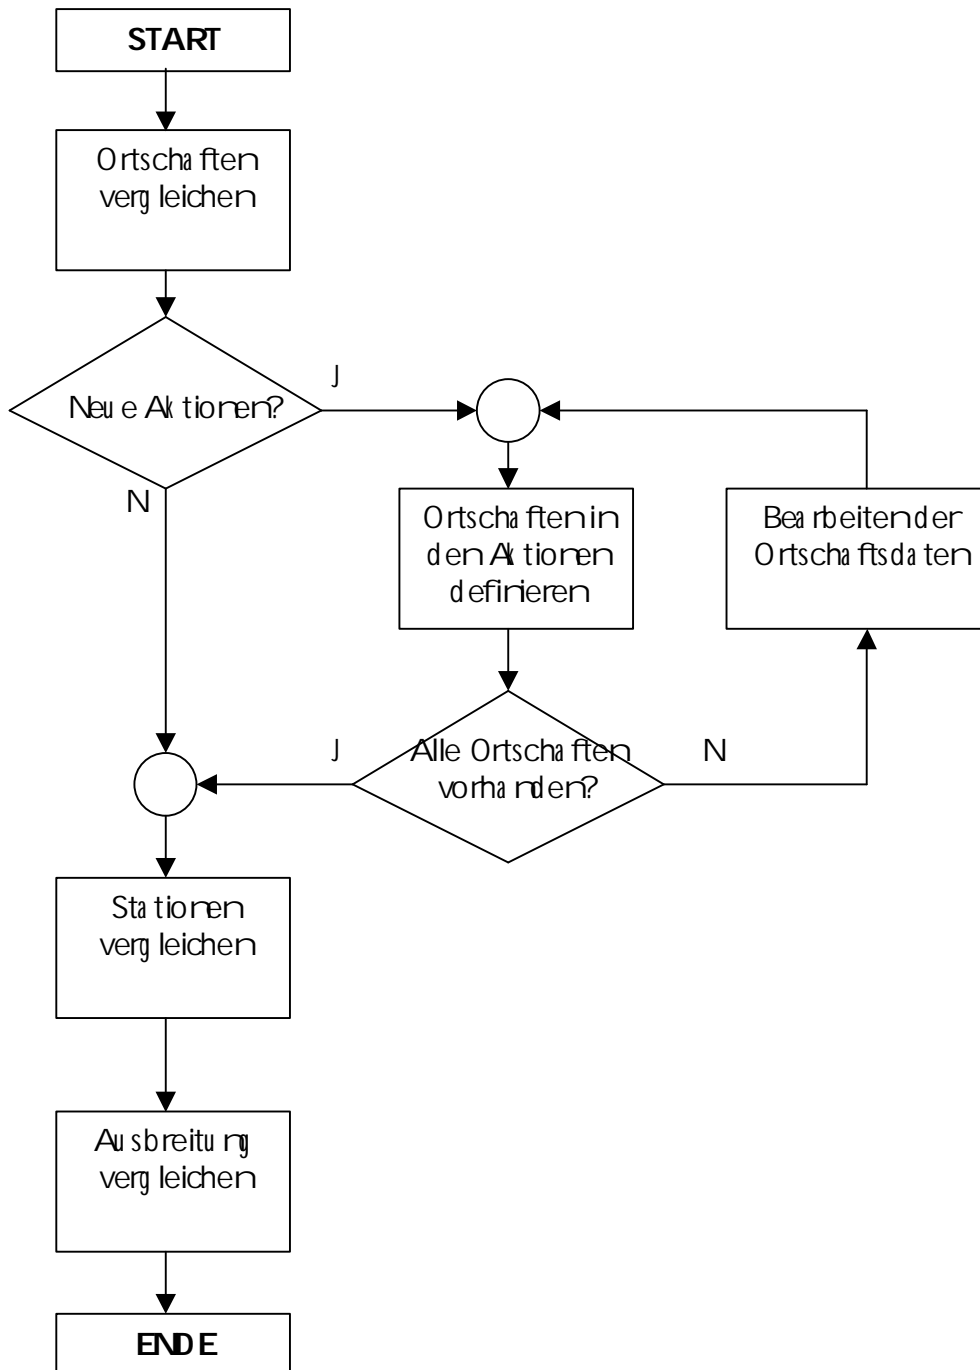 START
Ortschaften
vergleichen
Neue Aktionen?
J
N
Ortschaften in
den Aktionen
definieren
Bearbeiten der
Ortschaftsdaten
J
Alle Ortschaften
vorhanden?
N
Stationen
vergleichen
Ausbreitung
vergleichen
ENDE